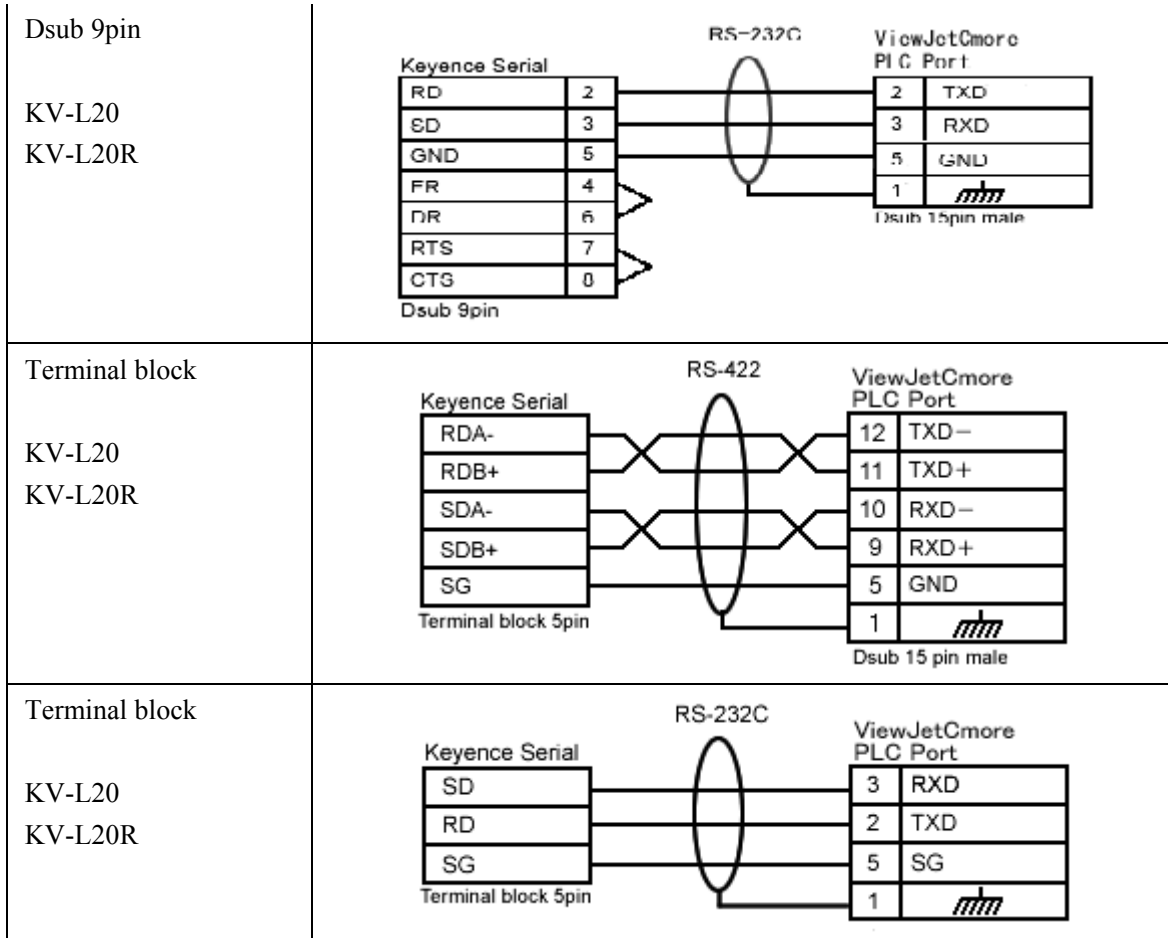 Dsub 9pin
KV-L20
KV-L20R
RS-232C
Keyence Serial
ViewJetCmore
PLC Port
RD 2 2 TXD
SD 3 3 RXD
GND 5 5 GND
ER 4 1
DR 6
Dsub 15pin male
RTS 7
CTS 8
Dsub 9pin
Terminal block
KV-L20
KV-L20R
RS-422
Keyence Serial
ViewJetCmore
PLC Port
RDA- 12 TXD-
RDB+ 11 TXD+
SDA- 10 RXD-
SDB+ 9 RXD+
SG 5 GND
Terminal block 5pin 1
Dsub 15 pin male
Terminal block
KV-L20
KV-L20R
RS-232C
Keyence Serial
ViewJetCmore
PLC Port
SD 3 RXD
RD 2 TXD
SG 5 SG
Terminal block 5pin 1